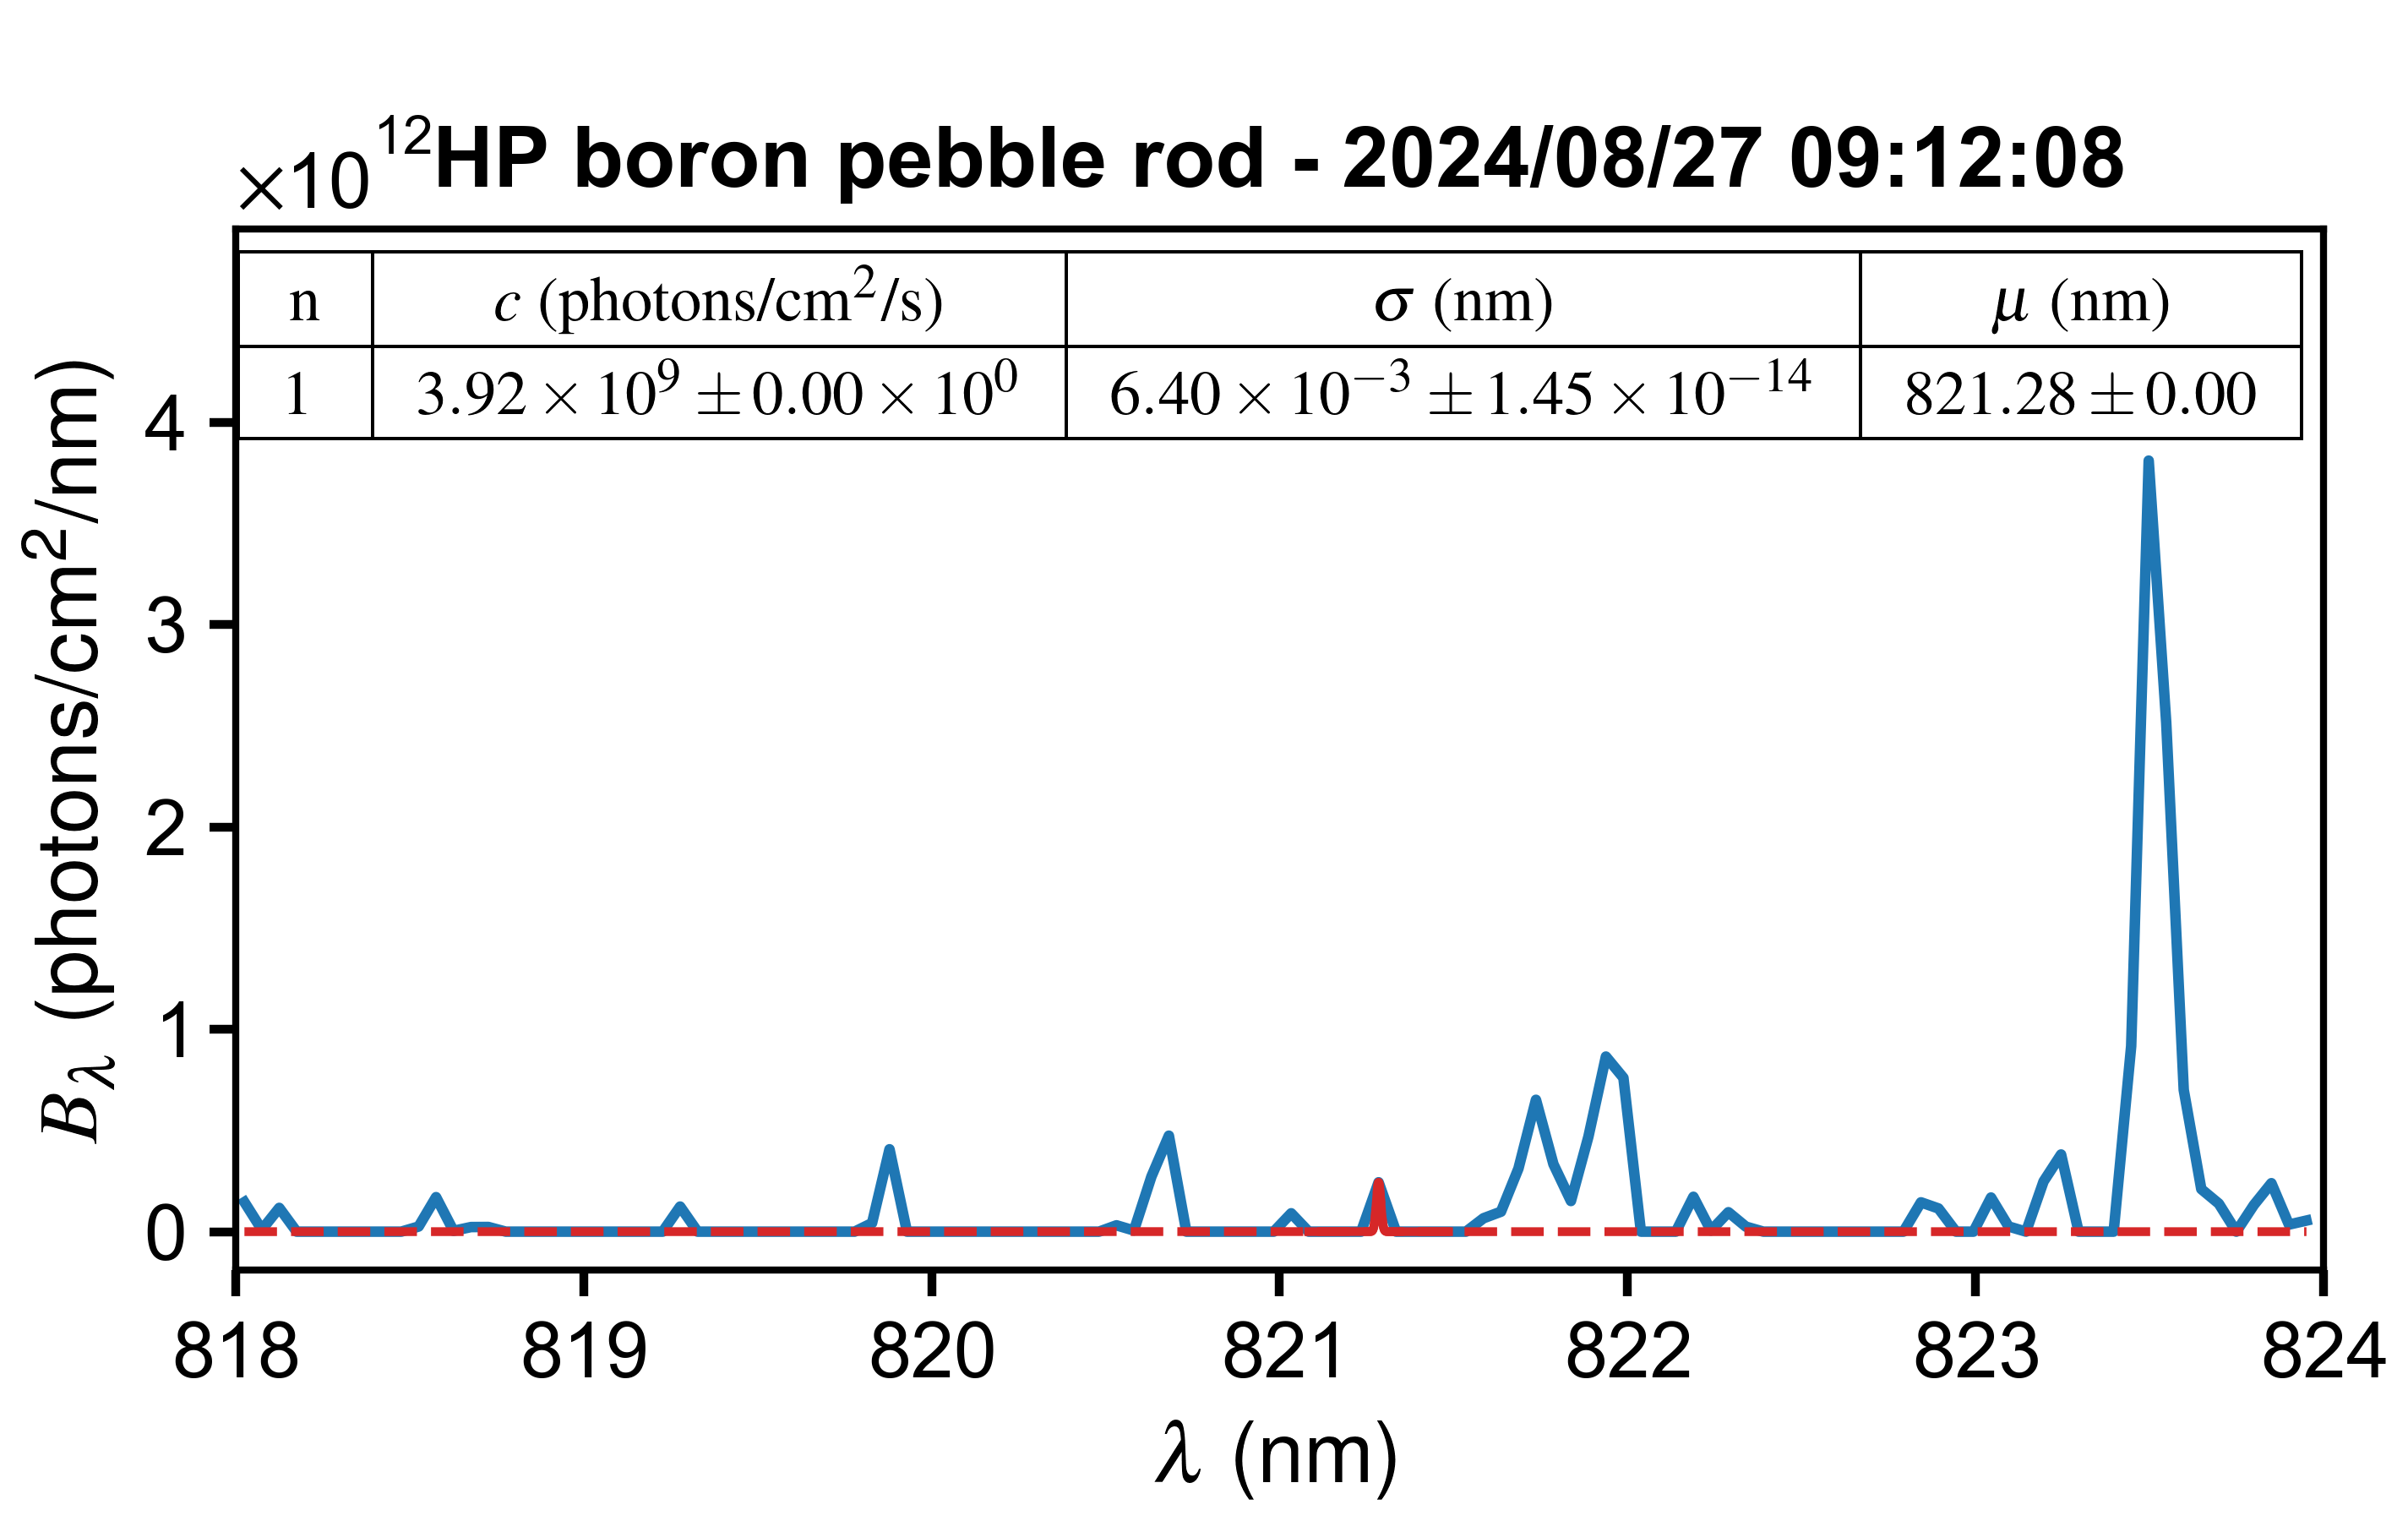 ×10¹²HP boron pebble rod - 2024/08/27 09:12:08
n c (photons/cm²/s) σ (nm) μ (nm)
1 3.92 × 10⁹ ± 0.00 × 10⁰ 6.40 × 10⁻³ ± 1.45 × 10⁻¹⁴ 821.28 ± 0.00
B_λ (photons/cm²/nm)
4
3
2
1
0
818 819 820 821 822 823 824
λ (nm)